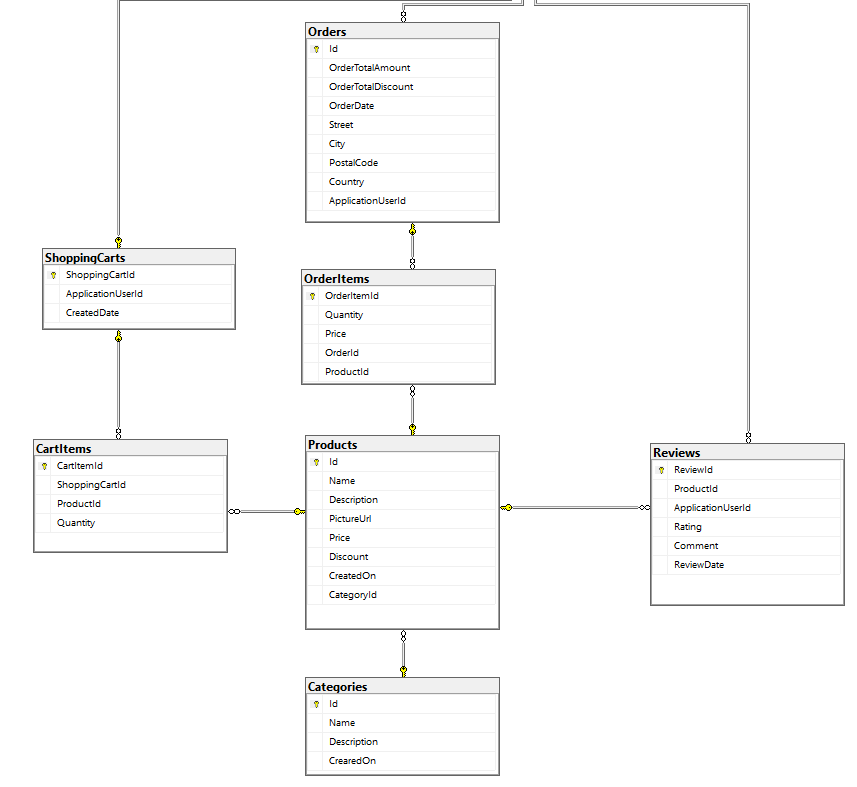 Orders
Id
OrderTotalAmount
OrderTotalDiscount
OrderDate
Street
City
PostalCode
Country
ApplicationUserId
ShoppingCarts
ShoppingCartId
ApplicationUserId
CreatedDate
OrderItems
OrderItemId
Quantity
Price
OrderId
ProductId
CartItems
CartItemId
ShoppingCartId
ProductId
Quantity
Products
Id
Name
Description
PictureUrl
Price
Discount
CreatedOn
CategoryId
Reviews
ReviewId
ProductId
ApplicationUserId
Rating
Comment
ReviewDate
Categories
Id
Name
Description
CrearedOn